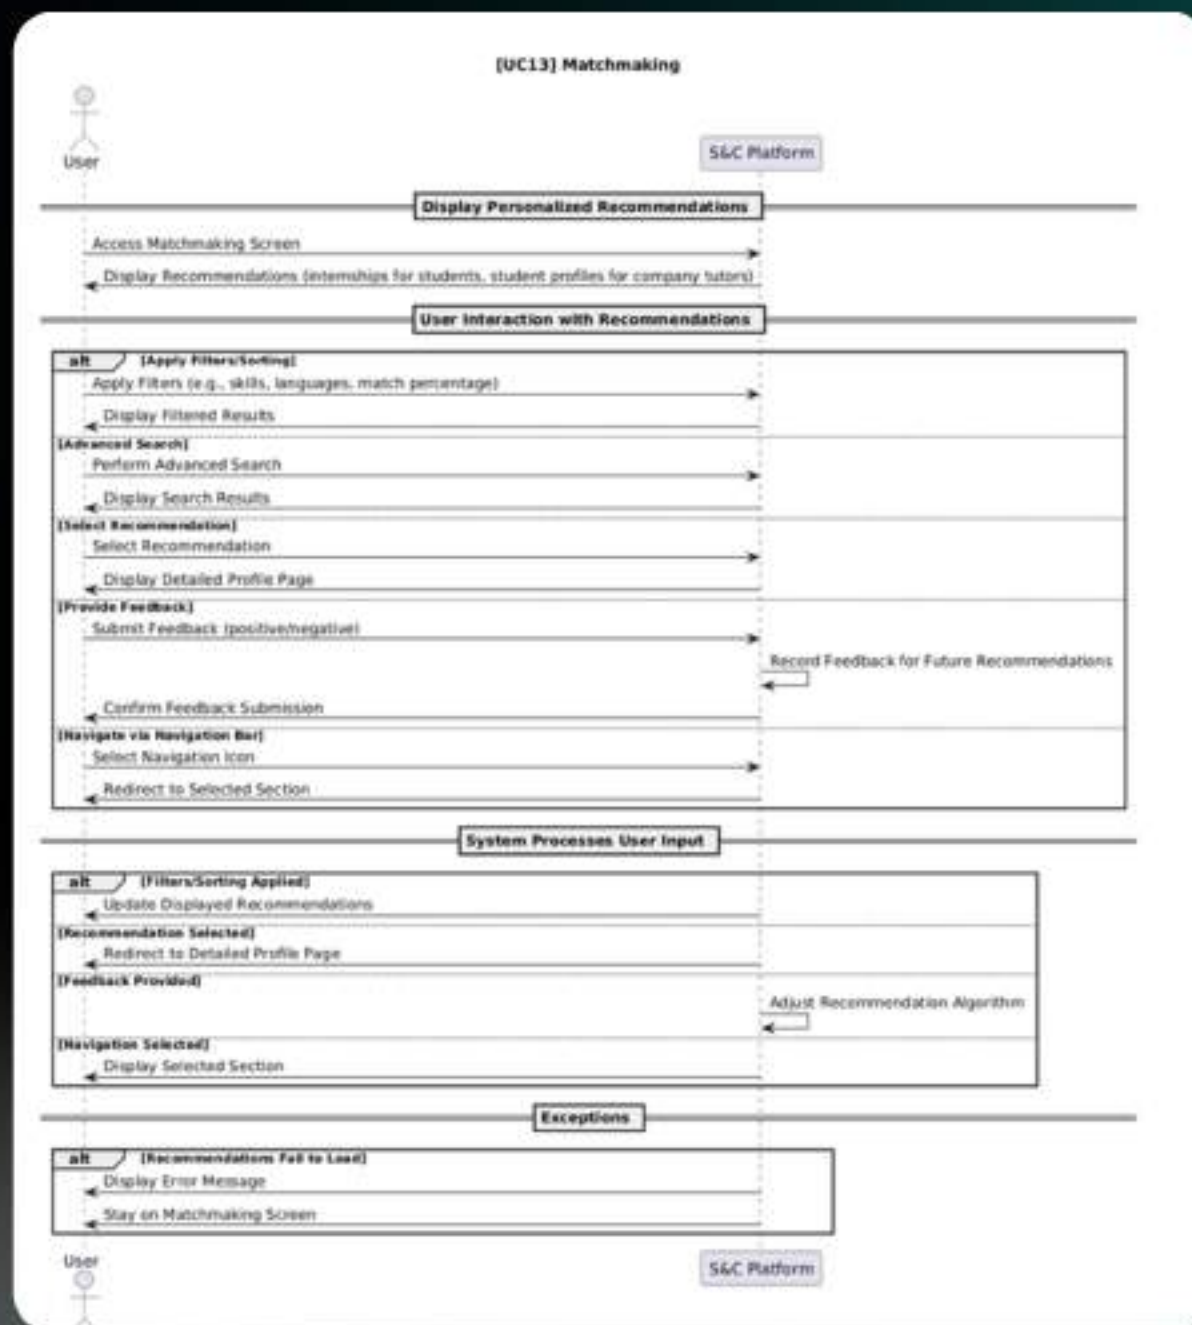 [UC13] Matchmaking
User
S&C Platform
Display Personalized Recommendations
Access Matchmaking Screen
Display Recommendations (internships for students, student profiles for company tutors)
User Interaction with Recommendations
alt [Apply Filters/Sorting]
Apply Filters (e.g., skills, languages, match percentage)
Display Filtered Results
[Advanced Search]
Perform Advanced Search
Display Search Results
[Select Recommendation]
Select Recommendation
Display Detailed Profile Page
[Provide Feedback]
Submit Feedback (positive/negative)
Record Feedback for Future Recommendations
Confirm Feedback Submission
[Navigate via Navigation Bar]
Select Navigation Icon
Redirect to Selected Section
System Processes User Input
alt [Filters/Sorting Applied]
Update Displayed Recommendations
[Recommendation Selected]
Redirect to Detailed Profile Page
[Feedback Provided]
Adjust Recommendation Algorithm
[Navigation Selected]
Display Selected Section
Exceptions
alt [Recommendations Fail to Load]
Display Error Message
Stay on Matchmaking Screen
User
S&C Platform